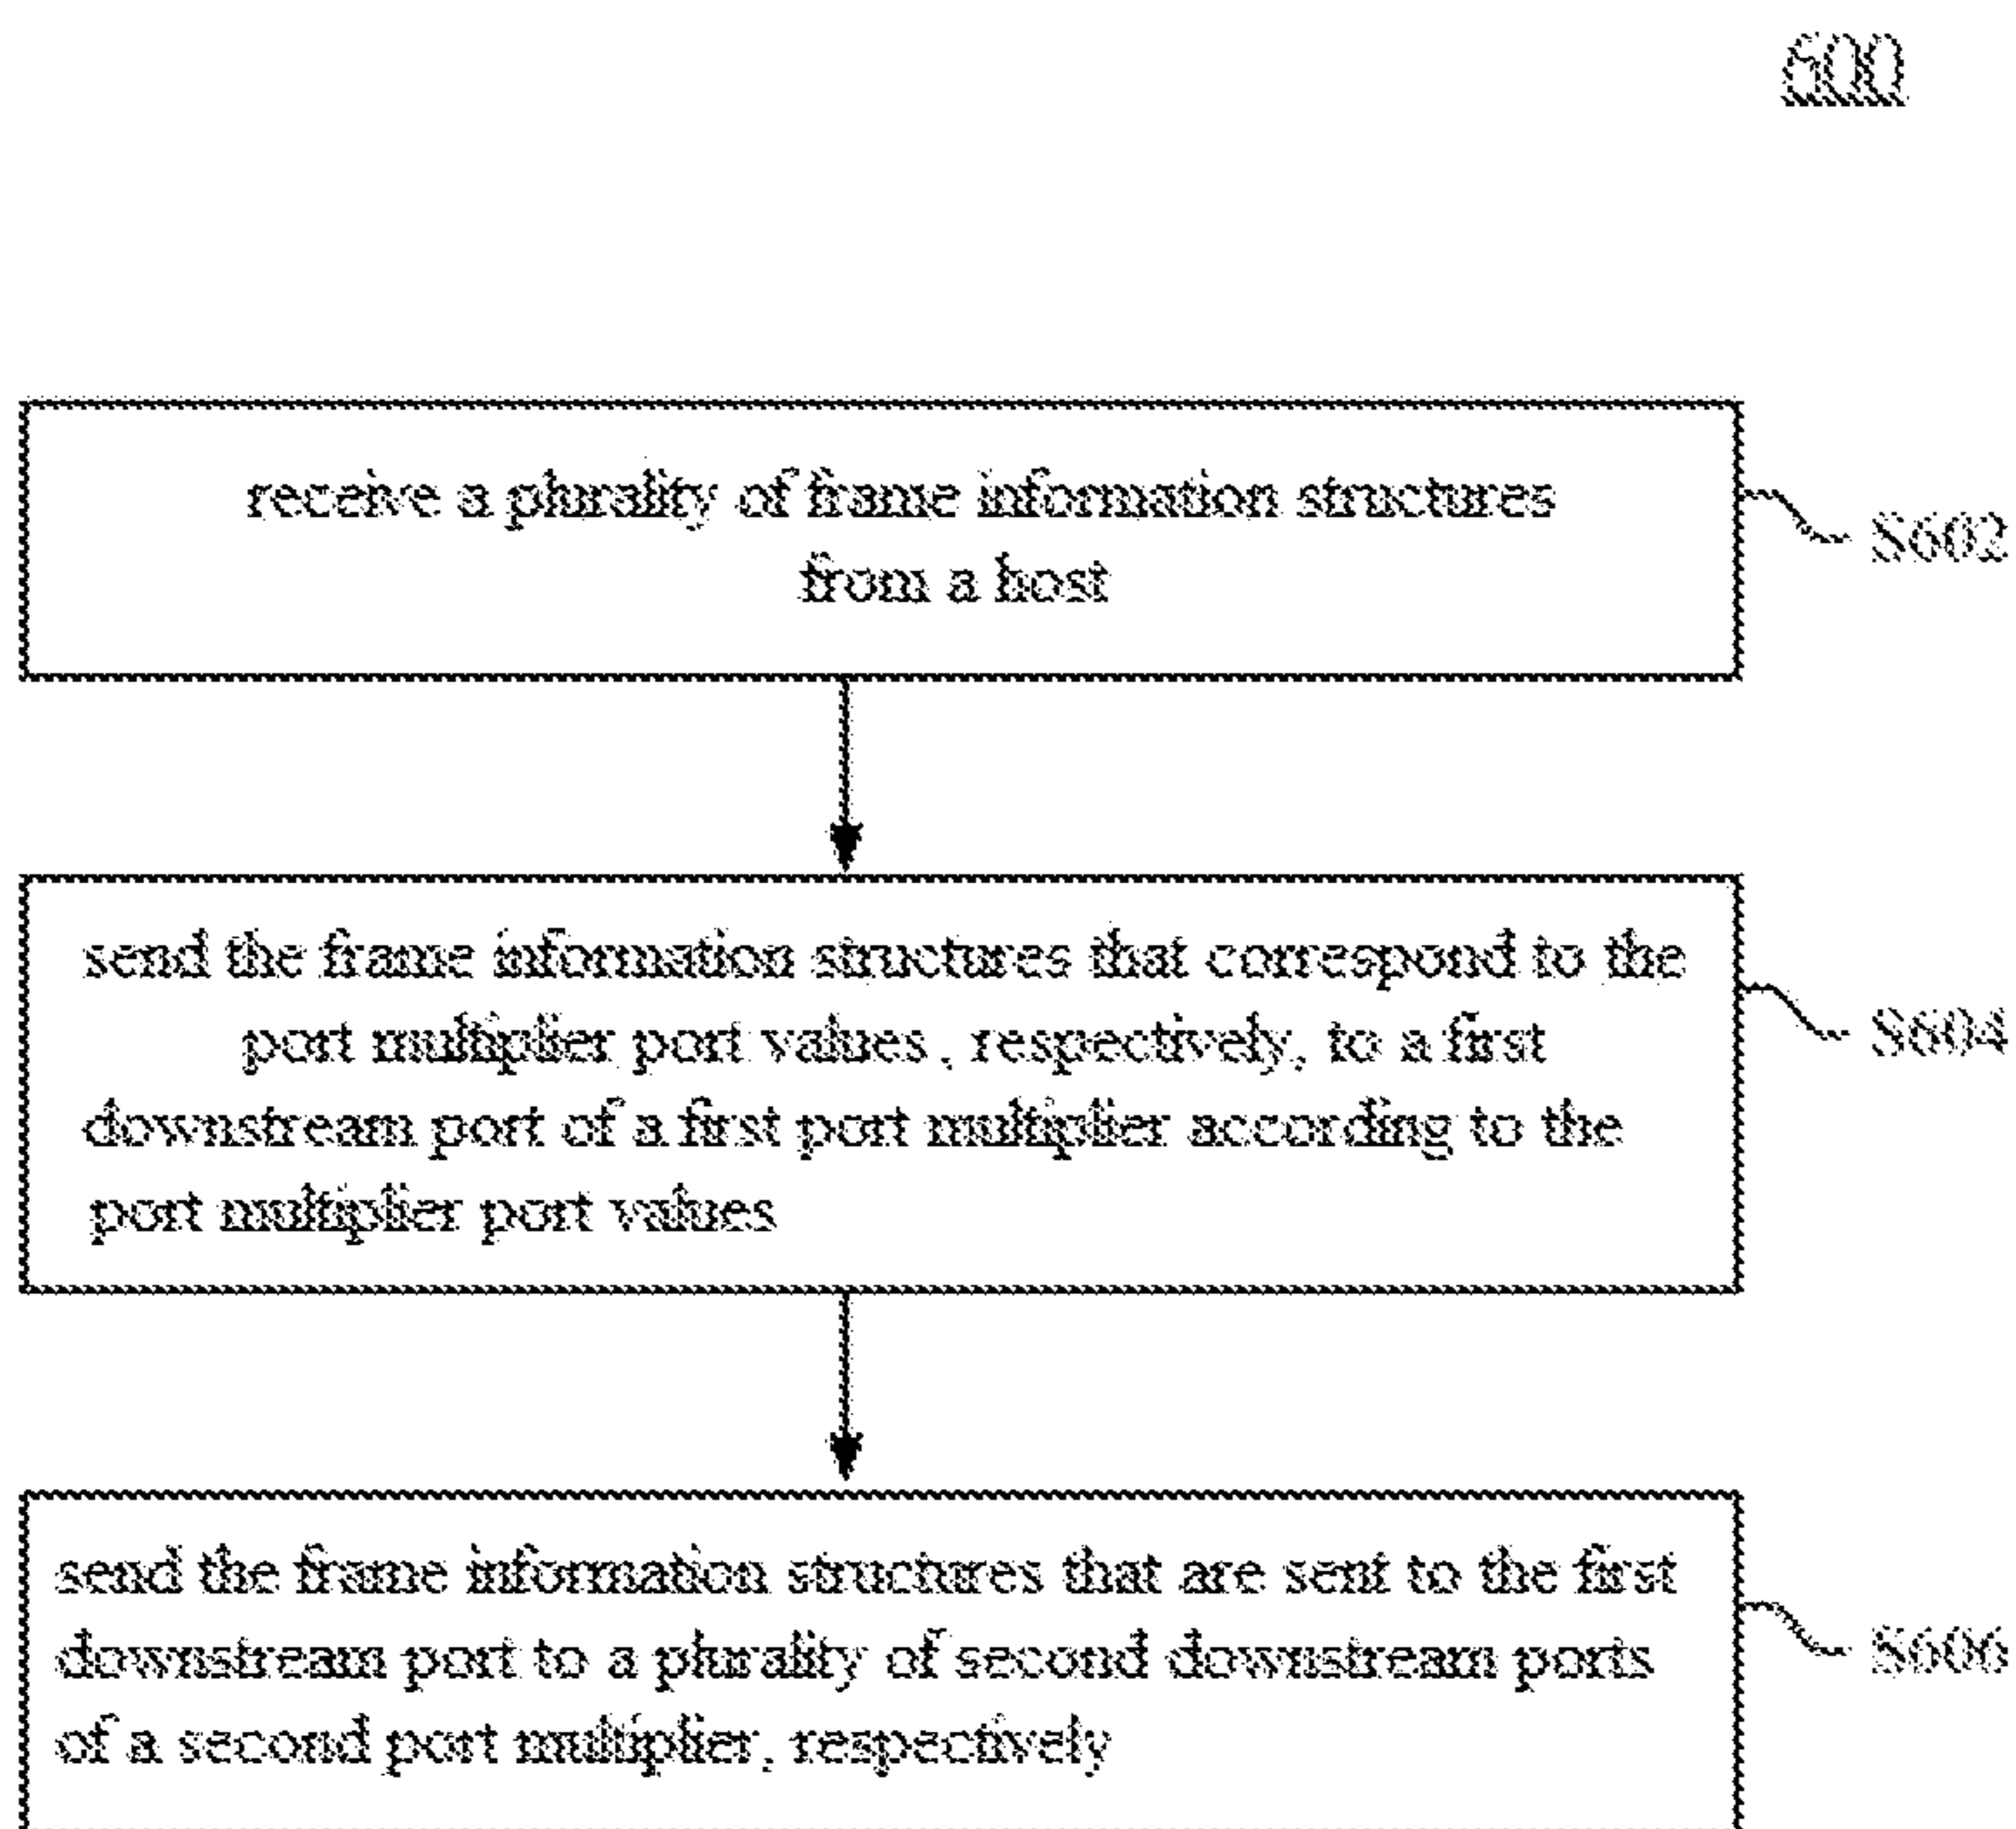 600
receive a plurality of frame information structures
from a host
S602
send the frame information structures that correspond to the
port multiplier port values, respectively, to a first
downstream port of a first port multiplier according to the
port multiplier port values
S604
send the frame information structures that are sent to the first
downstream port to a plurality of second downstream ports
of a second port multiplier, respectively
S606